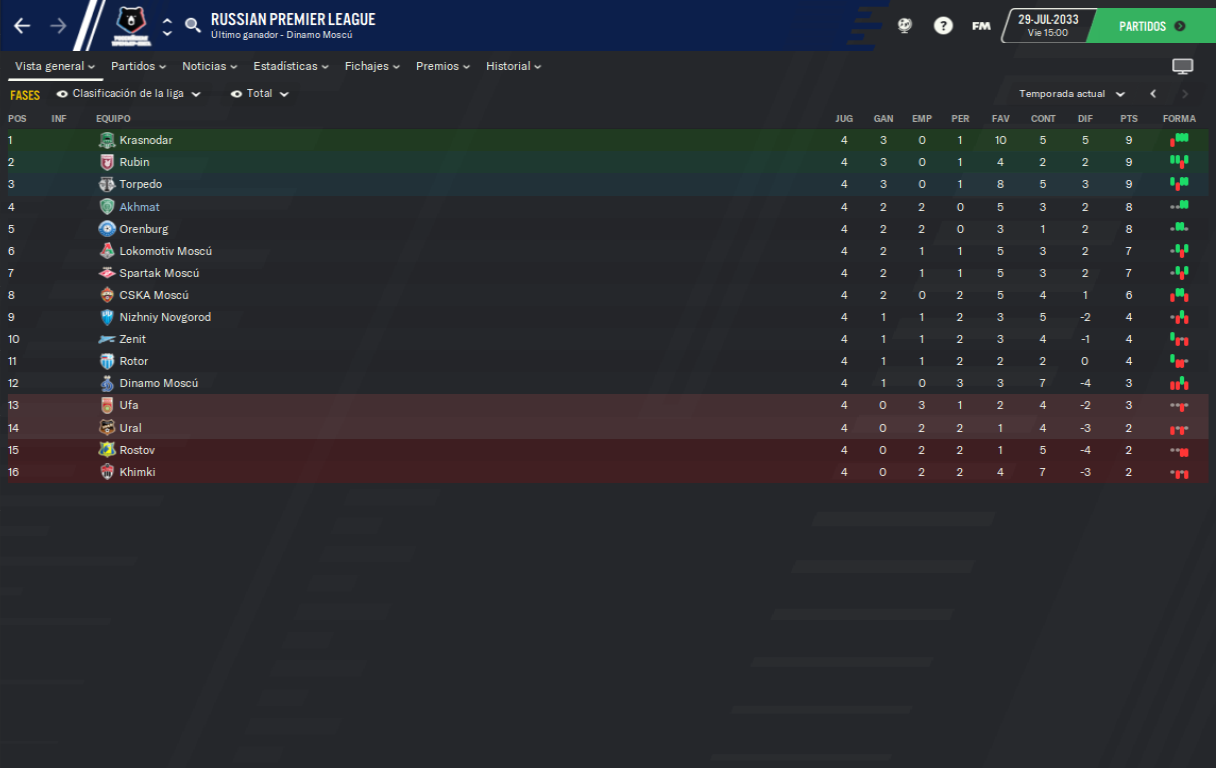 RUSSIAN PREMIER LEAGUE
Último ganador - Dinamo Moscú
?
FM
29-JUL-2033
Vie 15:00
PARTIDOS
Vista general Partidos Noticias Estadísticas Fichajes Premios Historial
FASES Clasificación de la liga Total Temporada actual
POS INF EQUIPO JUG GAN EMP PER FAV CONT DIF PTS FORMA
1 Krasnodar 4 3 0 1 10 5 5 9
2 Rubin 4 3 0 1 4 2 2 9
3 Torpedo 4 3 0 1 8 5 3 9
4 Akhmat 4 2 2 0 5 3 2 8
5 Orenburg 4 2 2 0 3 1 2 8
6 Lokomotiv Moscú 4 2 1 1 5 3 2 7
7 Spartak Moscú 4 2 1 1 5 3 2 7
8 CSKA Moscú 4 2 0 2 5 4 1 6
9 Nizhniy Novgorod 4 1 1 2 3 5 -2 4
10 Zenit 4 1 1 2 3 4 -1 4
11 Rotor 4 1 1 2 2 2 0 4
12 Dinamo Moscú 4 1 0 3 3 7 -4 3
13 Ufa 4 0 3 1 2 4 -2 3
14 Ural 4 0 2 2 1 4 -3 2
15 Rostov 4 0 2 2 1 5 -4 2
16 Khimki 4 0 2 2 4 7 -3 2